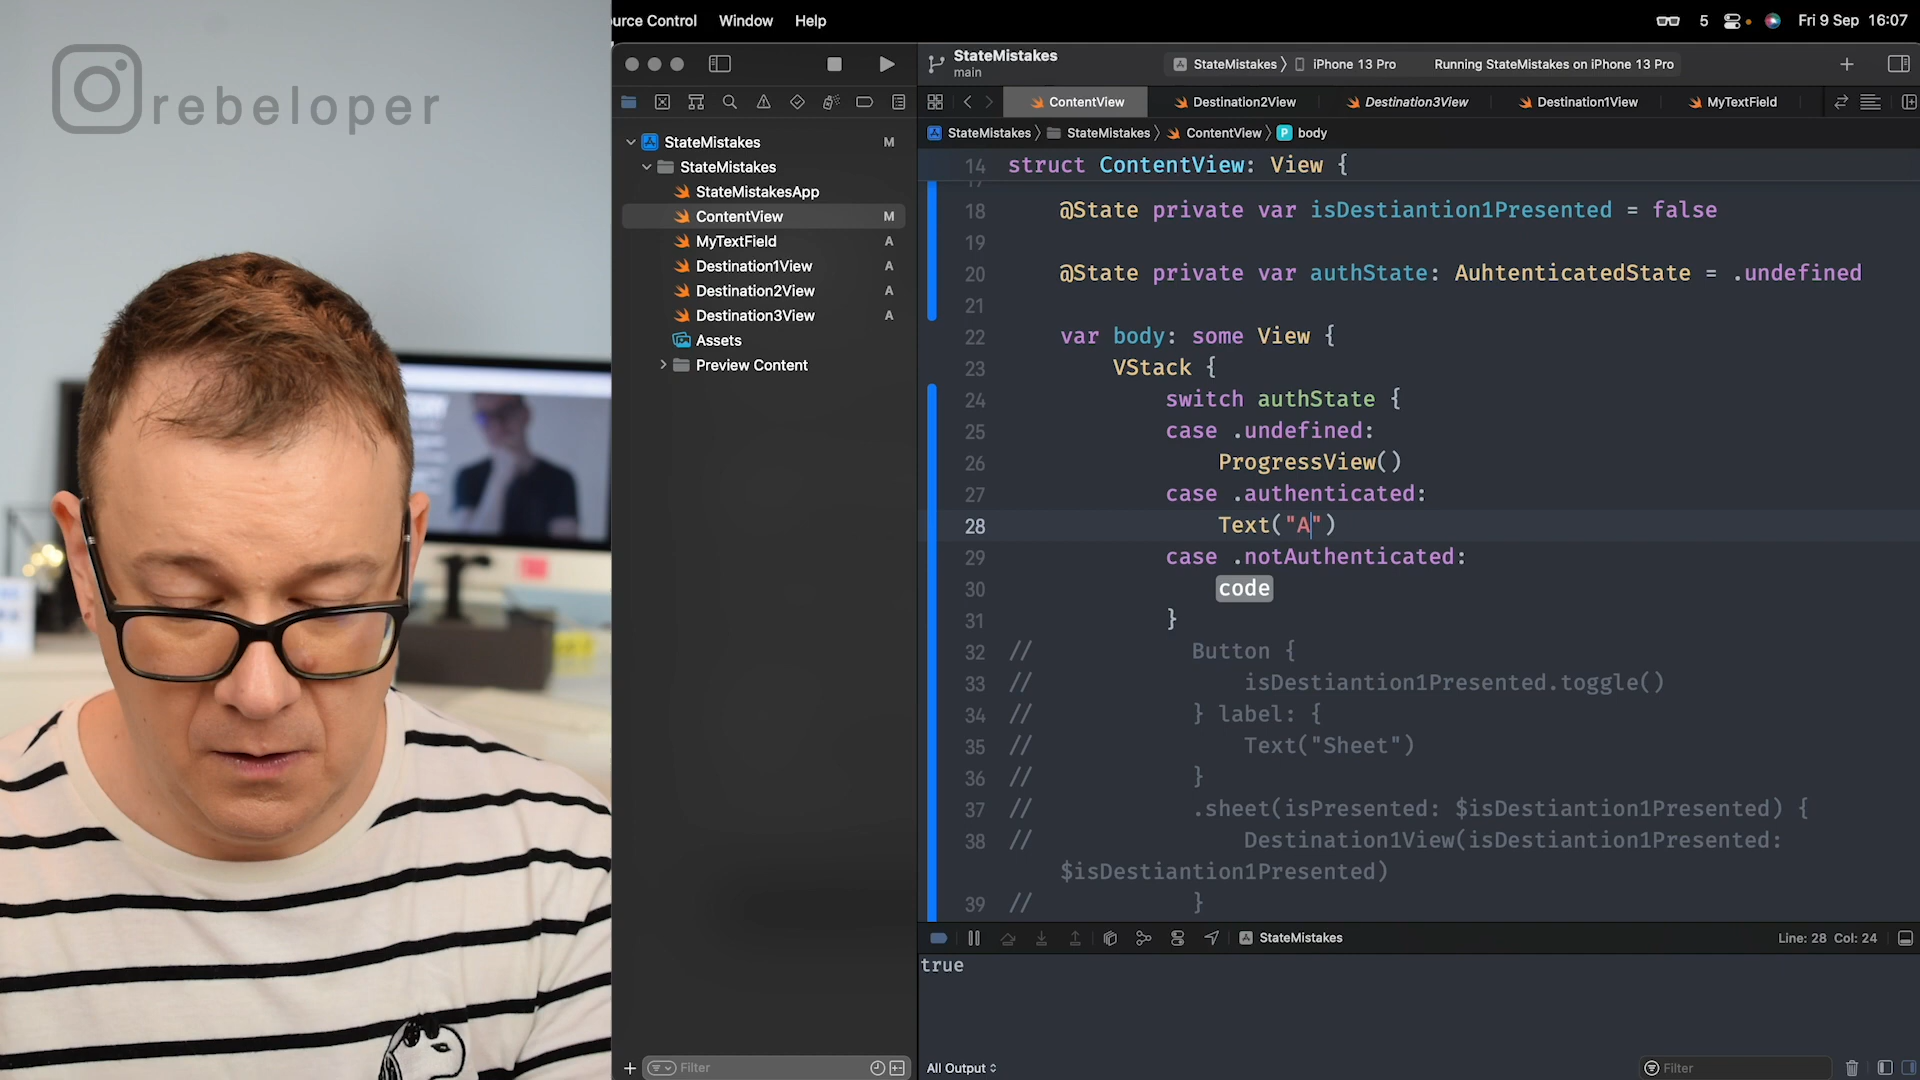 rebeloper
urce Control Window Help
5 Fri 9 Sep 16:07
StateMistakes
main
StateMistakes 〉 iPhone 13 Pro
Running StateMistakes on iPhone 13 Pro
ContentView
Destination2View
Destination3View
Destination1View
MyTextField
StateMistakes 〉 StateMistakes 〉 ContentView 〉 P body
StateMistakes M
StateMistakes
StateMistakesApp
ContentView M
MyTextField A
Destination1View A
Destination2View A
Destination3View A
Assets
Preview Content
14 struct ContentView: View {
18 @State private var isDestiantion1Presented = false
19
20 @State private var authState: AuhtenticatedState = .undefined
21
22 var body: some View {
23 VStack {
24 switch authState {
25 case .undefined:
26 ProgressView()
27 case .authenticated:
28 Text("A")
29 case .notAuthenticated:
30 code
31 }
32 // Button {
33 // isDestiantion1Presented.toggle()
34 // } label: {
35 // Text("Sheet")
36 // }
37 // .sheet(isPresented: $isDestiantion1Presented) {
38 // Destination1View(isDestiantion1Presented:
$isDestiantion1Presented)
39 // }
StateMistakes
Line: 28 Col: 24
true
Filter
All Output
Filter